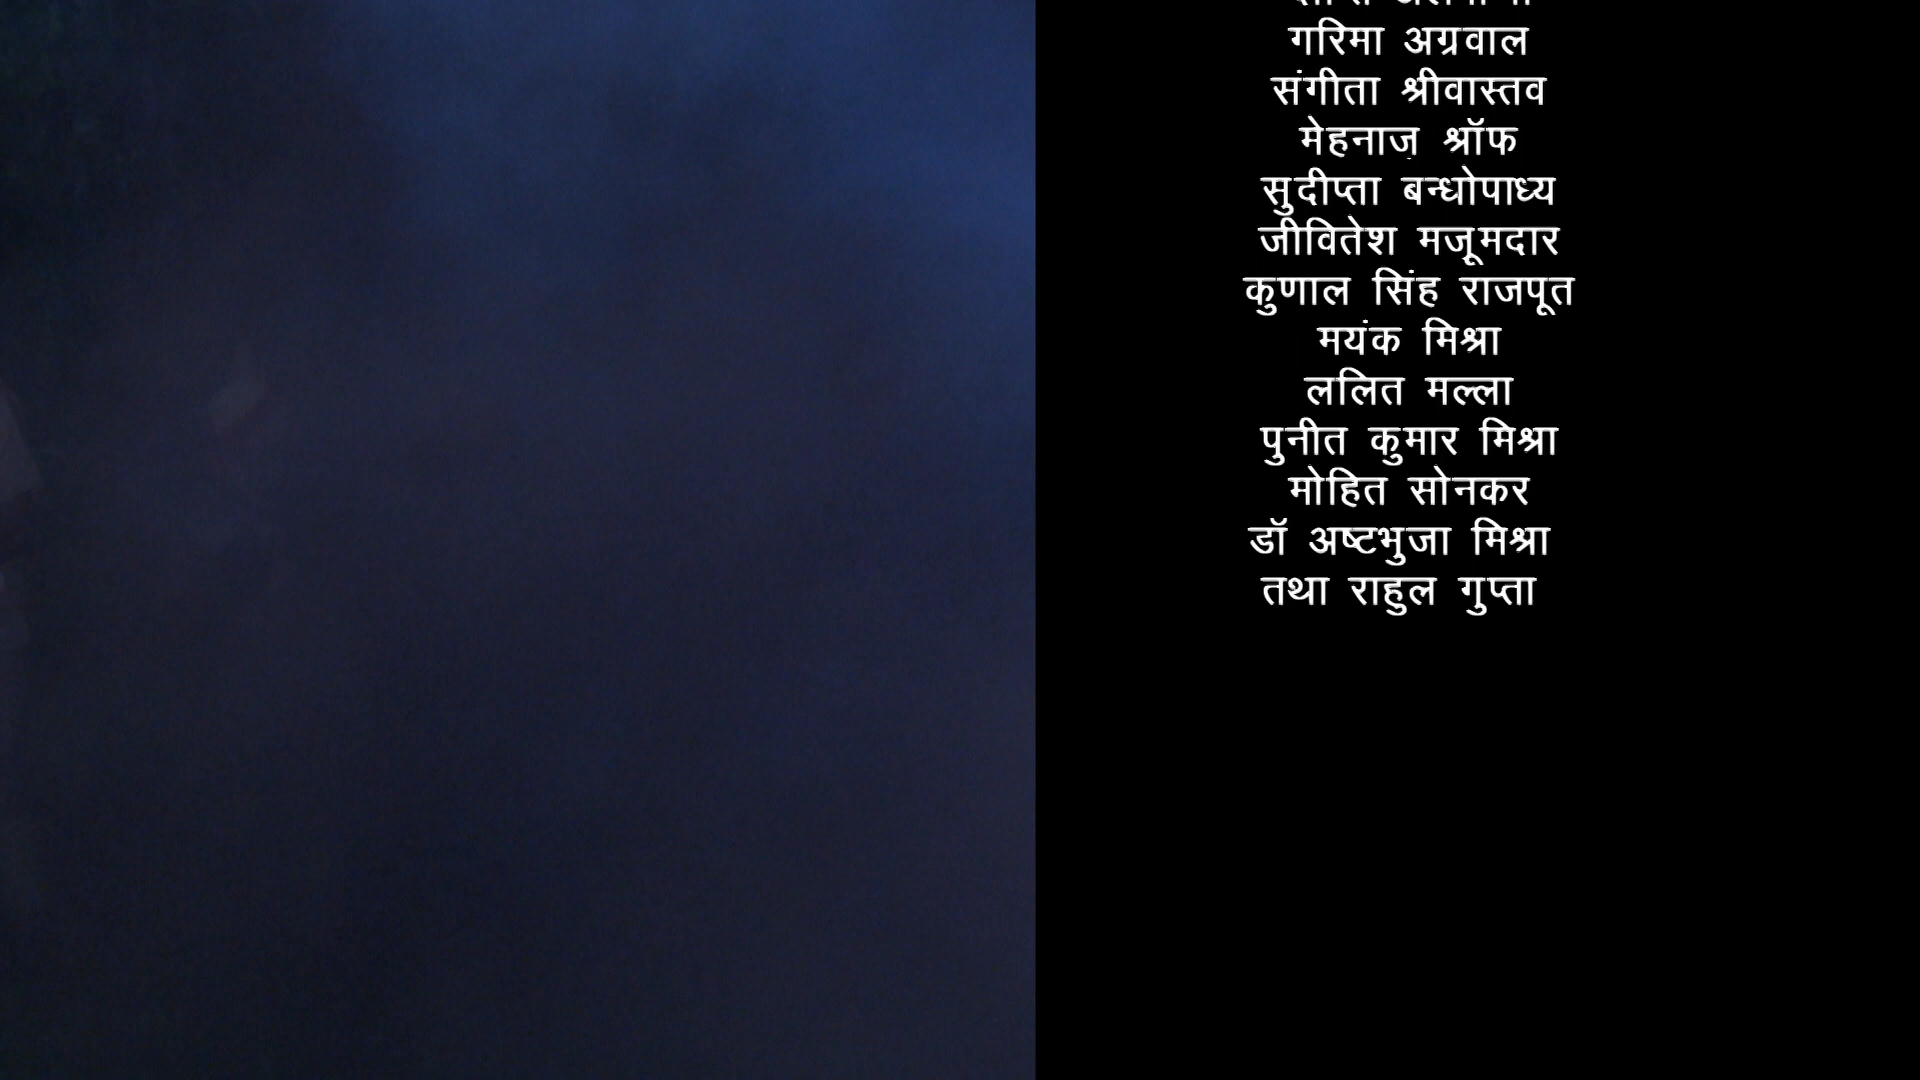 गरिमा अग्रवाल
संगीता श्रीवास्तव
मेहनाज़ श्रॉफ
सुदीप्ता बन्धोपाध्य
जीवितेश मजूमदार
कुणाल सिंह राजपूत
मयंक मिश्रा
ललित मल्ला
पुनीत कुमार मिश्रा
मोहित सोनकर
डॉ अष्टभुजा मिश्रा
तथा राहुल गुप्ता